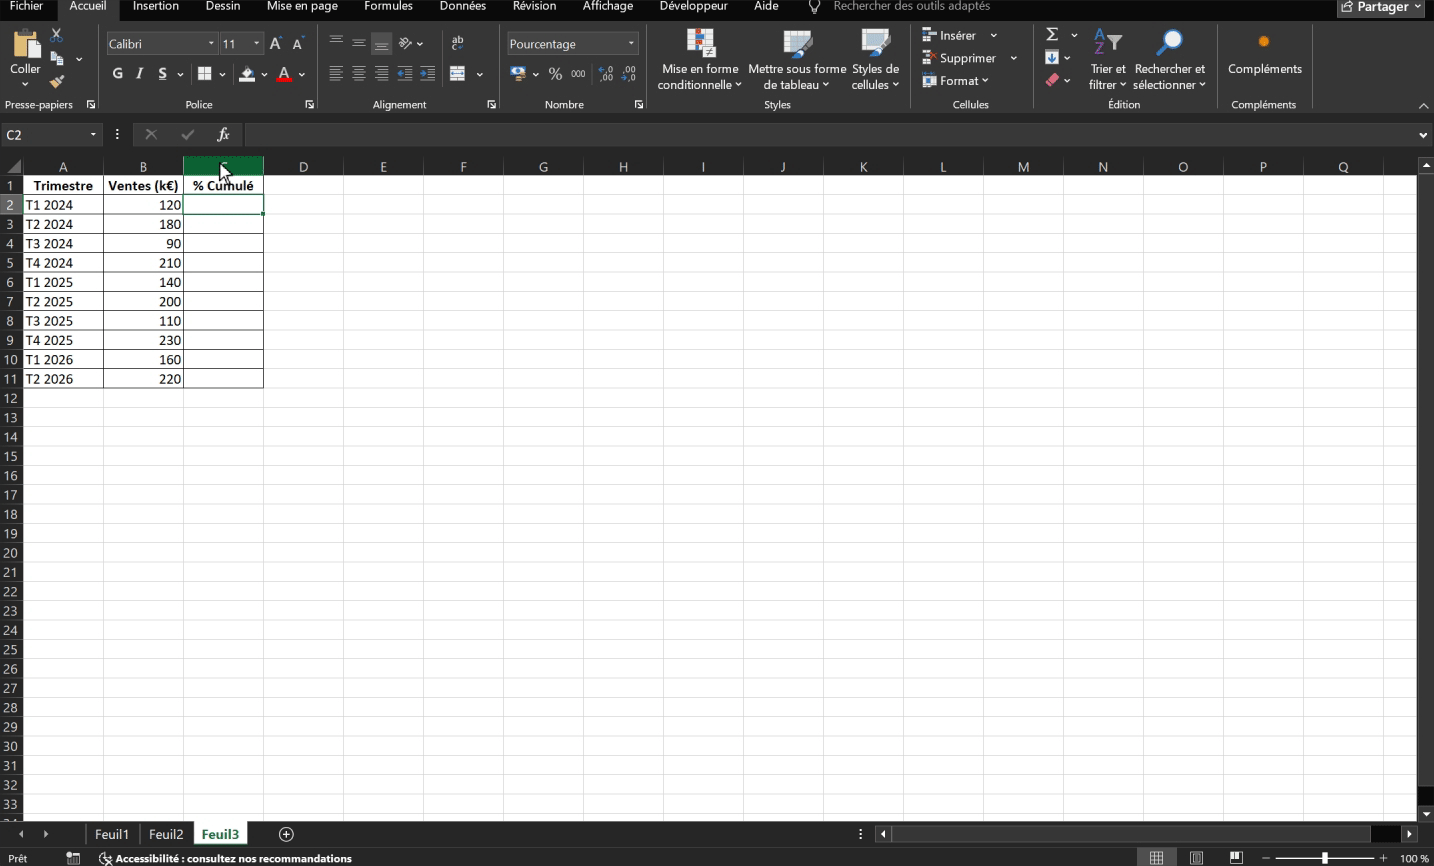 Fichier Accueil Insertion Dessin Mise en page Formules Données Révision Affichage Développeur Aide Rechercher des outils adaptés Partager
Coller
Presse-papiers
Calibri 11
G I S A
Police
ab
Alignement
Pourcentage
% 000 ,00 ,00
Nombre
Mise en forme conditionnelle
Mettre sous forme de tableau
Styles de cellules
Styles
Insérer
Supprimer
Format
Cellules
Σ
Trier et filtrer
Rechercher et sélectionner
Édition
Compléments
Compléments
C2 fx
A B D E F G H I J K L M N O P Q
1 Trimestre Ventes (k€) % Cumulé
2 T1 2024 120
3 T2 2024 180
4 T3 2024 90
5 T4 2024 210
6 T1 2025 140
7 T2 2025 200
8 T3 2025 110
9 T4 2025 230
10 T1 2026 160
11 T2 2026 220
12
13
14
15
16
17
18
19
20
21
22
23
24
25
26
27
28
29
30
31
32
33
Feuil1 Feuil2 Feuil3
Prêt Accessibilité : consultez nos recommandations 100 %